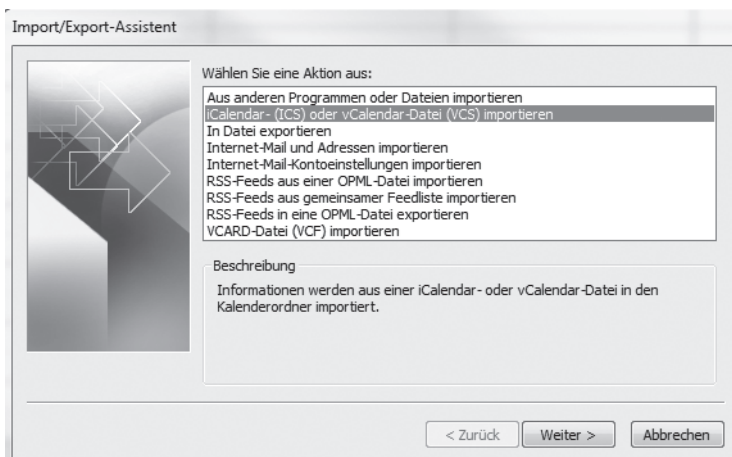 Import/Export-Assistent
Wählen Sie eine Aktion aus:
Aus anderen Programmen oder Dateien importieren
iCalendar- (ICS) oder vCalendar-Datei (VCS) importieren
In Datei exportieren
Internet-Mail und Adressen importieren
Internet-Mail-Kontoeinstellungen importieren
RSS-Feeds aus einer OPML-Datei importieren
RSS-Feeds aus gemeinsamer Feedliste importieren
RSS-Feeds in eine OPML-Datei exportieren
VCARD-Datei (VCF) importieren
Beschreibung
Informationen werden aus einer iCalendar- oder vCalendar-Datei in den
Kalenderordner importiert.
< Zurück Weiter > Abbrechen